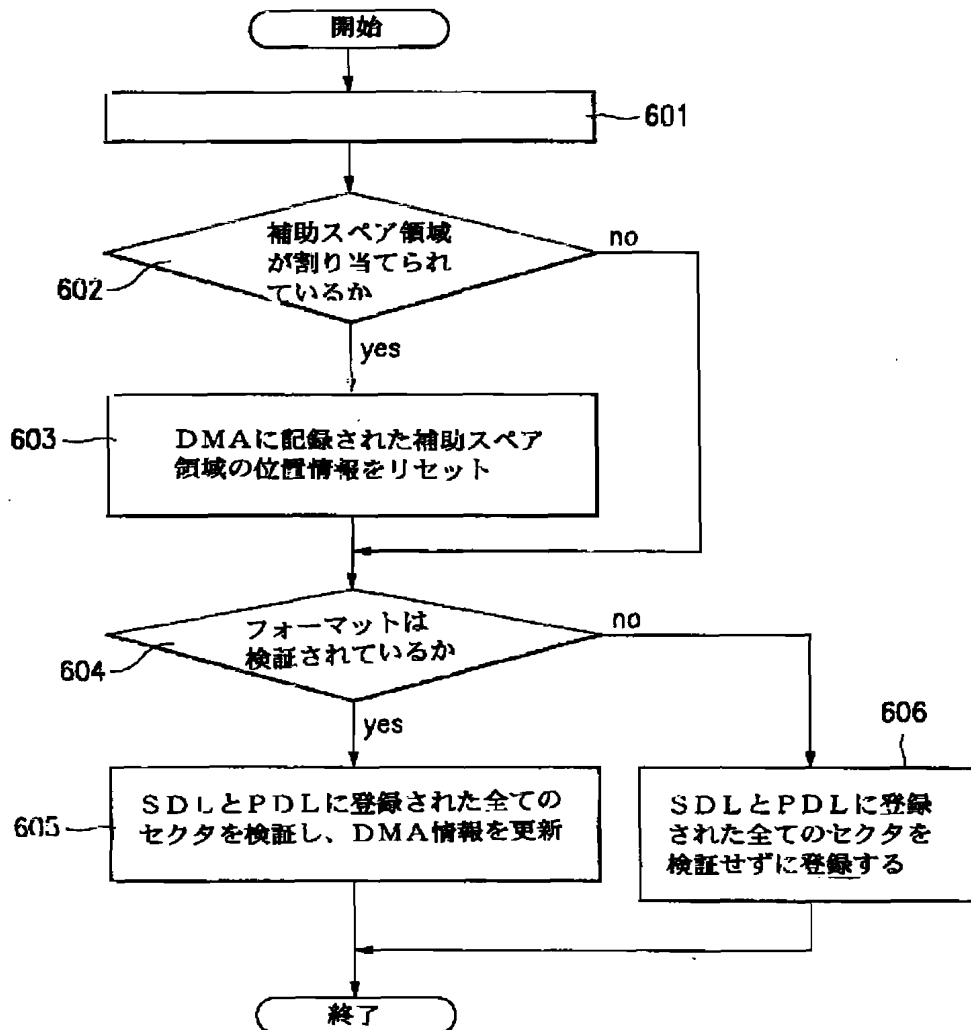 開始
601
補助スペア領域
が割り当てられ
ているか
no
602
yes
603
DMAに記録された補助スペア
領域の位置情報をリセット
フォーマットは
検証されているか
no
604
yes
606
605
SDLとPDLに登録された全ての
セクタを検証し、DMA情報を更新
SDLとPDLに登録
された全てのセクタを
検証せずに登録する
終了